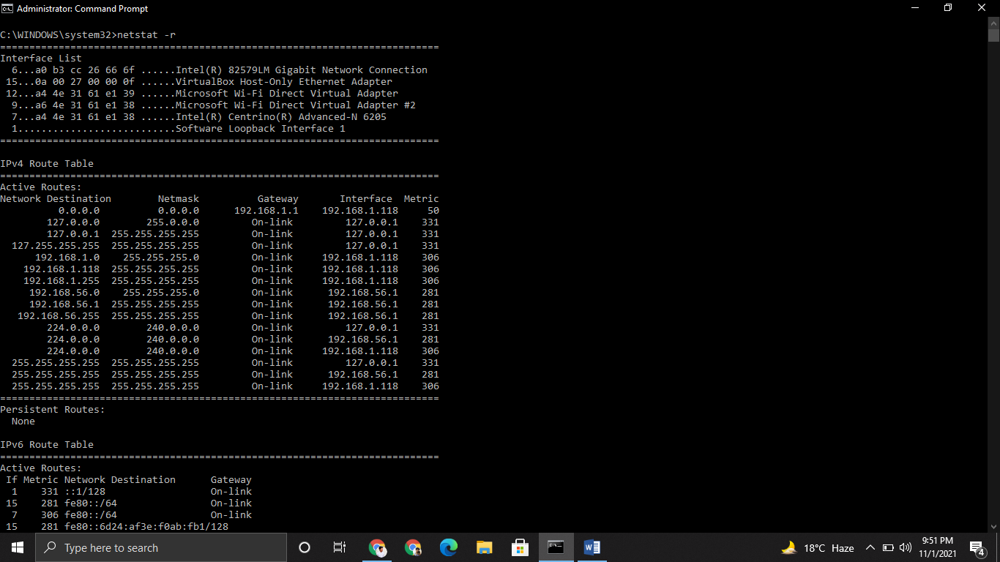 Administrator: Command Prompt
C:\WINDOWS\system32>netstat -r
===========================================================================
Interface List
  6...a0 b3 cc 26 66 6f ......Intel(R) 82579LM Gigabit Network Connection
 15...0a 00 27 00 00 0f ......VirtualBox Host-Only Ethernet Adapter
 12...a4 4e 31 61 e1 39 ......Microsoft Wi-Fi Direct Virtual Adapter
  9...a6 4e 31 61 e1 38 ......Microsoft Wi-Fi Direct Virtual Adapter #2
  7...a4 4e 31 61 e1 38 ......Intel(R) Centrino(R) Advanced-N 6205
  1...........................Software Loopback Interface 1
===========================================================================
IPv4 Route Table
===========================================================================
Active Routes:
Network Destination        Netmask          Gateway       Interface  Metric
          0.0.0.0          0.0.0.0      192.168.1.1    192.168.1.118     50
        127.0.0.0        255.0.0.0         On-link         127.0.0.1    331
        127.0.0.1  255.255.255.255         On-link         127.0.0.1    331
  127.255.255.255  255.255.255.255         On-link         127.0.0.1    331
      192.168.1.0    255.255.255.0         On-link     192.168.1.118    306
    192.168.1.118  255.255.255.255         On-link     192.168.1.118    306
    192.168.1.255  255.255.255.255         On-link     192.168.1.118    306
     192.168.56.0    255.255.255.0         On-link      192.168.56.1    281
     192.168.56.1  255.255.255.255         On-link      192.168.56.1    281
   192.168.56.255  255.255.255.255         On-link      192.168.56.1    281
        224.0.0.0        240.0.0.0         On-link         127.0.0.1    331
        224.0.0.0        240.0.0.0         On-link      192.168.56.1    281
        224.0.0.0        240.0.0.0         On-link     192.168.1.118    306
  255.255.255.255  255.255.255.255         On-link         127.0.0.1    331
  255.255.255.255  255.255.255.255         On-link      192.168.56.1    281
  255.255.255.255  255.255.255.255         On-link     192.168.1.118    306
===========================================================================
Persistent Routes:
  None
IPv6 Route Table
===========================================================================
Active Routes:
 If Metric Network Destination      Gateway
  1    331 ::1/128                  On-link
 15    281 fe80::/64                On-link
  7    306 fe80::/64                On-link
 15    281 fe80::6d24:af3e:f0ab:fb1/128
Type here to search
18°C Haze
9:51 PM
11/1/2021
4